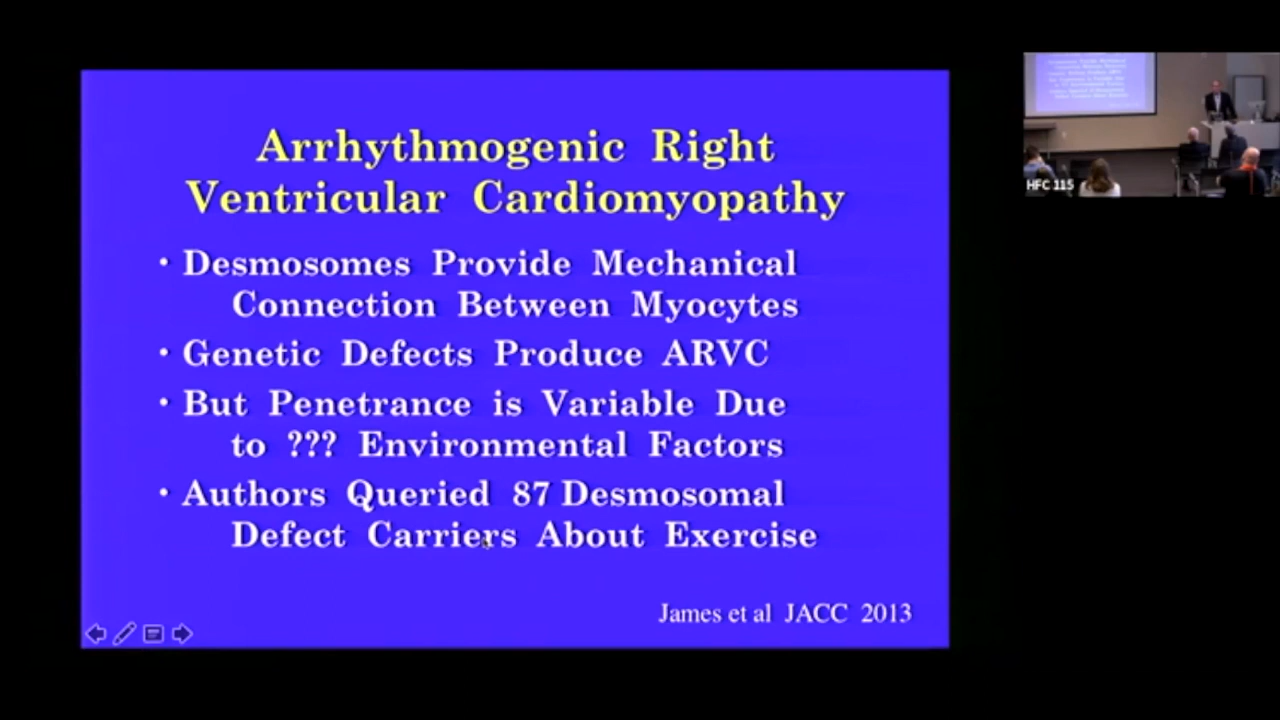 Arrhythmogenic Right
Ventricular Cardiomyopathy
• Desmosomes Provide Mechanical
Connection Between Myocytes
• Genetic Defects Produce ARVC
• But Penetrance is Variable Due
to ??? Environmental Factors
• Authors Queried 87 Desmosomal
Defect Carriers About Exercise
James et al JACC 2013
HFC 115